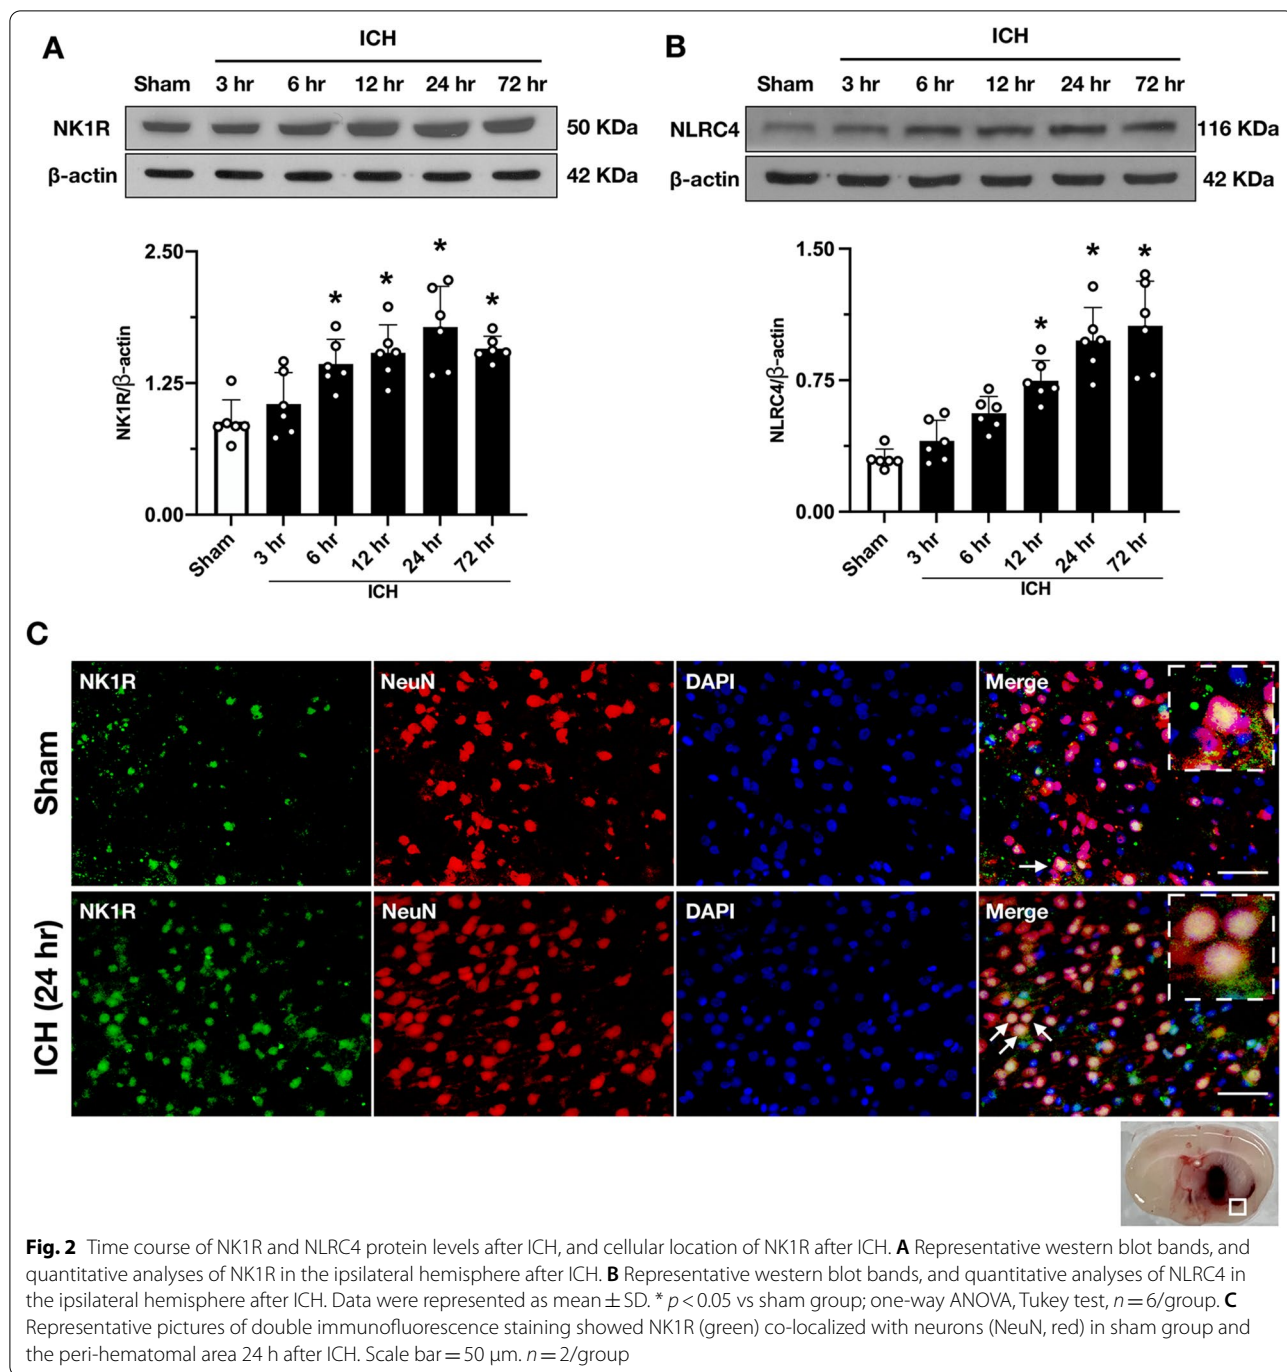 A
ICH
Sham 3 hr 6 hr 12 hr 24 hr 72 hr
NK1R 50 KDa
β-actin 42 KDa
2.50
1.25
0.00
NK1R/β-actin
* * * *
Sham 3 hr 6 hr 12 hr 24 hr 72 hr
ICH
B
ICH
Sham 3 hr 6 hr 12 hr 24 hr 72 hr
NLRC4 116 KDa
β-actin 42 KDa
1.50
0.75
0.00
NLRC4/β-actin
* * *
Sham 3 hr 6 hr 12 hr 24 hr 72 hr
ICH
C
Sham
NK1R NeuN DAPI Merge
ICH (24 hr)
NK1R NeuN DAPI Merge
Fig. 2 Time course of NK1R and NLRC4 protein levels after ICH, and cellular location of NK1R after ICH. A Representative western blot bands, and
quantitative analyses of NK1R in the ipsilateral hemisphere after ICH. B Representative western blot bands, and quantitative analyses of NLRC4 in
the ipsilateral hemisphere after ICH. Data were represented as mean ± SD. * p < 0.05 vs sham group; one-way ANOVA, Tukey test, n = 6/group. C
Representative pictures of double immunofluorescence staining showed NK1R (green) co-localized with neurons (NeuN, red) in sham group and
the peri-hematomal area 24 h after ICH. Scale bar = 50 μm. n = 2/group